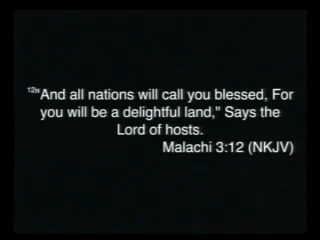 12"And all nations will call you blessed, For
you will be a delightful land," Says the
Lord of hosts.
Malachi 3:12 (NKJV)